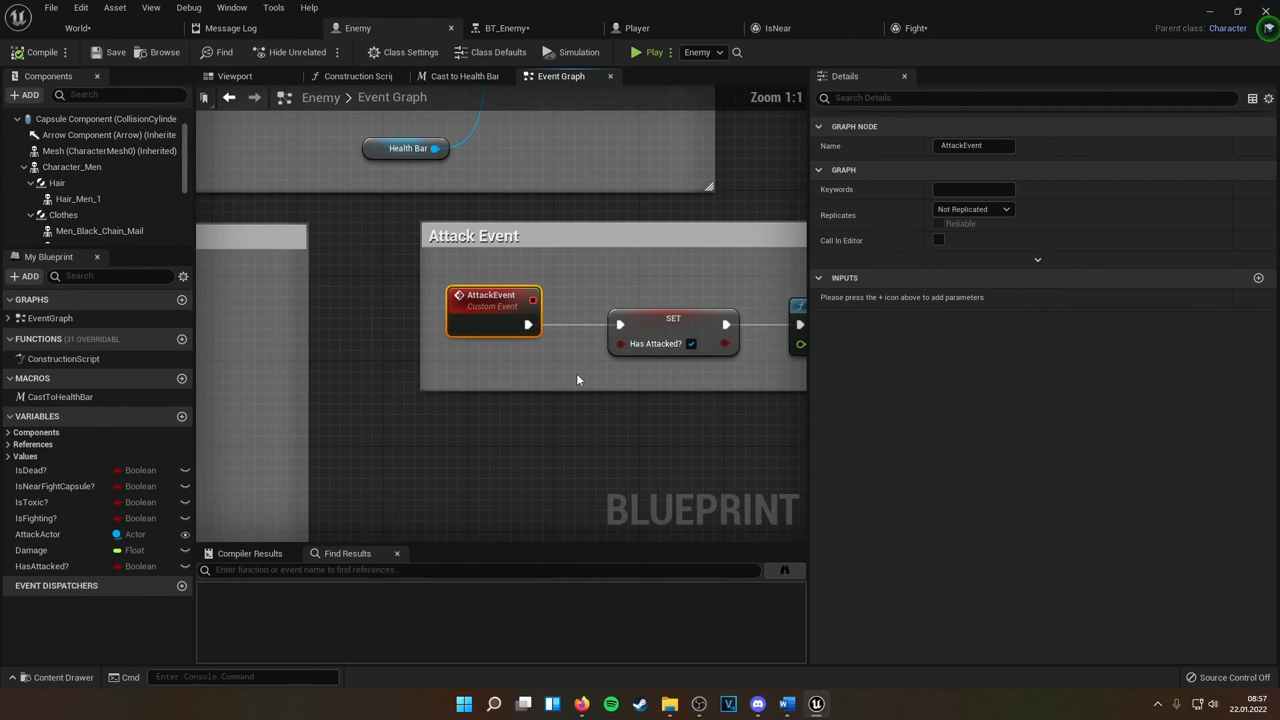 File Edit Asset View Debug Window Tools Help
World* Message Log Enemy BT_Enemy* Player IsNear Fight* Parent class: Character
Compile Save Browse Find Hide Unrelated Class Settings Class Defaults Simulation Play Enemy
Components
ADD Search
Capsule Component (CollisionCylinde
Arrow Component (Arrow) (Inherite
Mesh (CharacterMesh0) (Inherited)
Character_Men
Hair
Hair_Men_1
Clothes
Men_Black_Chain_Mail
My Blueprint
ADD Search
GRAPHS
EventGraph
FUNCTIONS (31 OVERRIDABL
ConstructionScript
MACROS
CastToHealthBar
VARIABLES
Components
References
Values
IsDead? Boolean
IsNearFightCapsule? Boolean
IsToxic? Boolean
IsFighting? Boolean
AttackActor Actor
Damage Float
HasAttacked? Boolean
EVENT DISPATCHERS
Viewport Construction Scrip Cast to Health Bar Event Graph
Enemy > Event Graph Zoom 1:1
Health Bar
Attack Event
AttackEvent
Custom Event
SET
Has Attacked?
f
BLUEPRINT
Compiler Results Find Results
Enter function or event name to find references...
Details
Search Details
GRAPH NODE
Name AttackEvent
GRAPH
Keywords
Replicates Not Replicated
Reliable
Call In Editor
INPUTS
Please press the + icon above to add parameters
Content Drawer Cmd Enter Console Command Source Control Off
08:57
22.01.2022